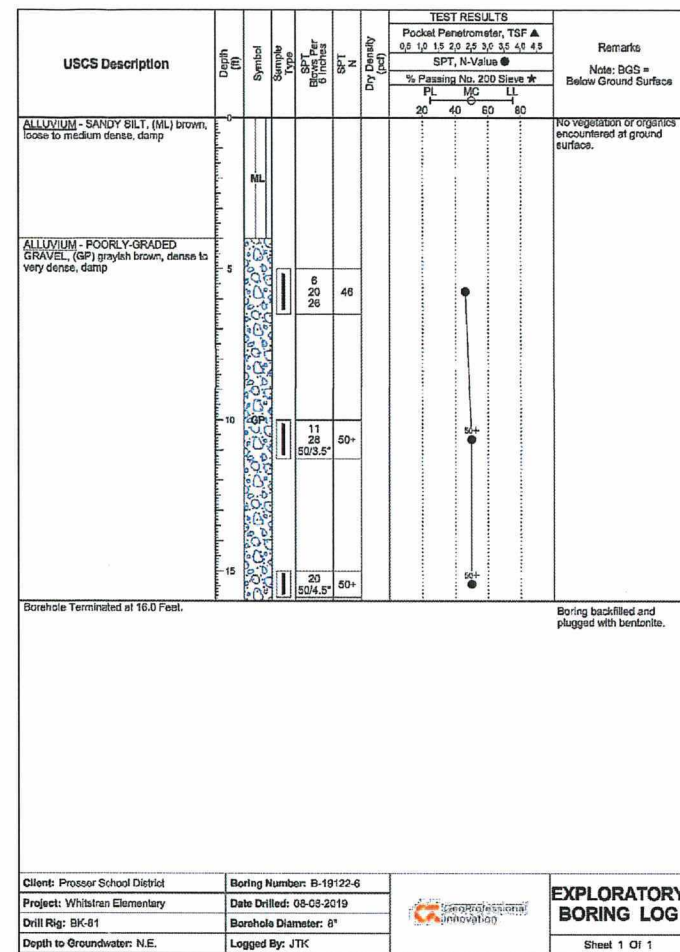 TEST RESULTS
Pocket Penetrometer, TSF ▲
0.5 1.0 1.5 2.0 2.5 3.0 3.5 4.0 4.5
SPT, N-Value ●
% Passing No. 200 Sieve ★
PL MC LL
20 40 60 80
USCS Description
Depth (ft)
Symbol
Sample Type
SPT Blows Per 6 Inches
SPT N
Dry Density (pcf)
Remarks
Note: BGS =
Below Ground Surface
0
ALLUVIUM - SANDY SILT, (ML) brown,
loose to medium dense, damp
ML
No vegetation or organics
encountered at ground
surface.
ALLUVIUM - POORLY-GRADED
GRAVEL, (GP) grayish brown, dense to
very dense, damp
5
6
20
26
46
10
GP
11
28
50/3.5"
50+
50+
15
20
50/4.5"
50+
50+
Borehole Terminated at 16.0 Feet.
Boring backfilled and
plugged with bentonite.
Client: Prosser School District
Boring Number: B-19122-6
Project: Whitstran Elementary
Date Drilled: 08-08-2019
Drill Rig: BK-81
Borehole Diameter: 8"
Depth to Groundwater: N.E.
Logged By: JTK
GeoProfessional
Innovation
EXPLORATORY
BORING LOG
Sheet 1 Of 1